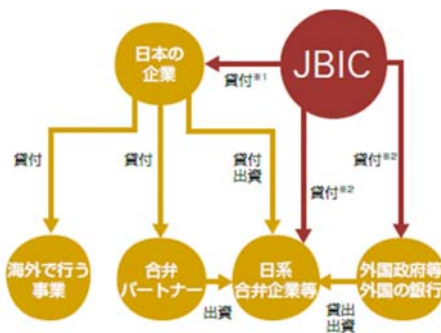 日本の
企業
JBIC
貸付※1
貸付
貸付
貸付
出資
貸付※2
貸付※2
海外で行う
事業
合弁
パートナー
出資
日系
合弁企業等
貸出
出資
外国政府等
外国の銀行